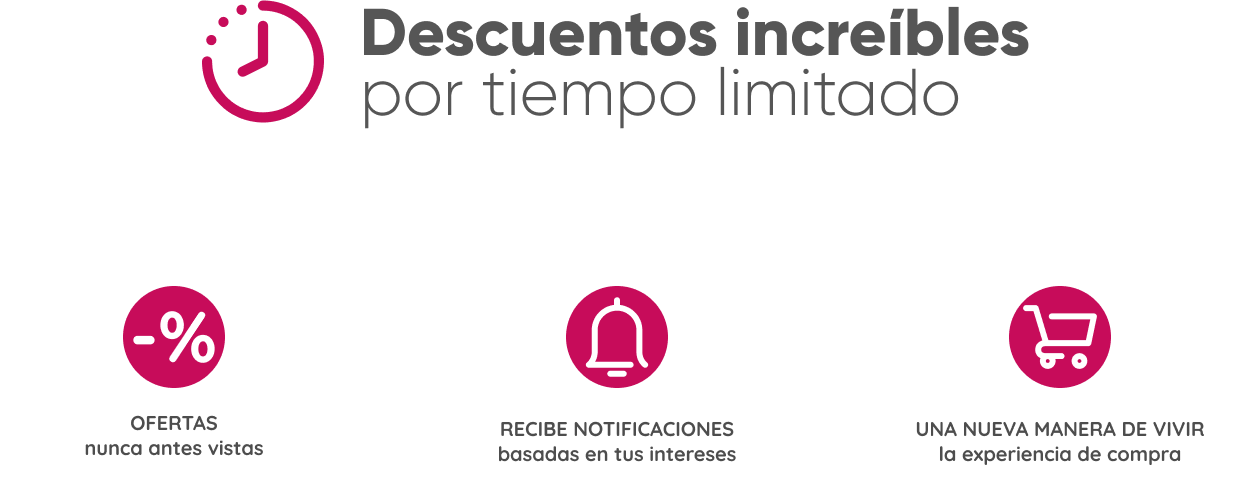 Descuentos increíbles
por tiempo limitado
-%
OFERTAS
nunca antes vistas
RECIBE NOTIFICACIONES
basadas en tus intereses
UNA NUEVA MANERA DE VIVIR
la experiencia de compra